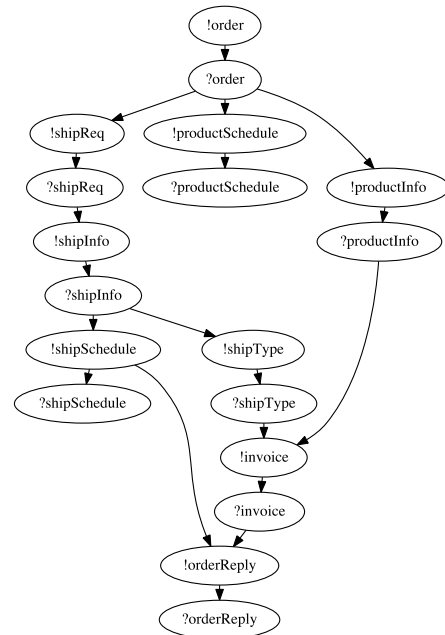 !order
?order
!shipReq
!productSchedule
?shipReq
?productSchedule
!productInfo
!shipInfo
?productInfo
?shipInfo
!shipSchedule
!shipType
?shipSchedule
?shipType
!invoice
?invoice
!orderReply
?orderReply